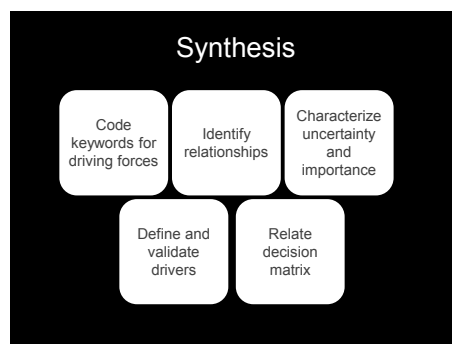 Synthesis
Code
keywords for
driving forces
Identify
relationships
Characterize
uncertainty
and
importance
Define and
validate
drivers
Relate
decision
matrix